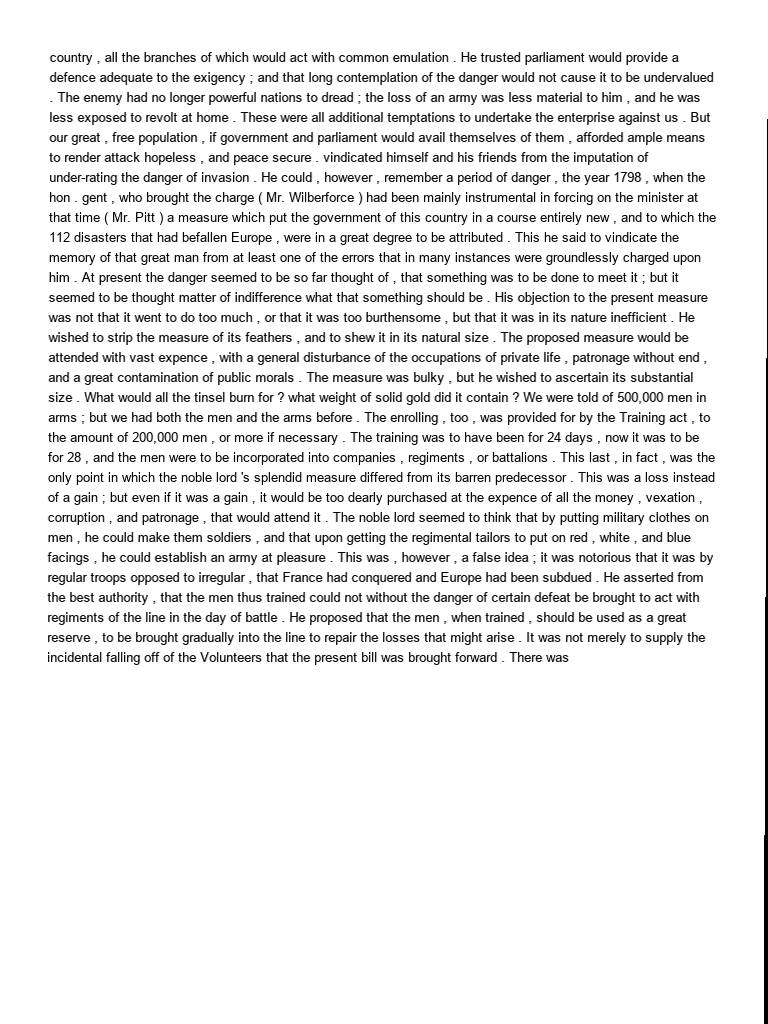 country , all the branches of which would act with common emulation . He trusted parliament would provide a
defence adequate to the exigency ; and that long contemplation of the danger would not cause it to be undervalued
. The enemy had no longer powerful nations to dread ; the loss of an army was less material to him , and he was
less exposed to revolt at home . These were all additional temptations to undertake the enterprise against us . But
our great , free population , if government and parliament would avail themselves of them , afforded ample means
to render attack hopeless , and peace secure . vindicated himself and his friends from the imputation of
under-rating the danger of invasion . He could , however , remember a period of danger , the year 1798 , when the
hon . gent , who brought the charge ( Mr. Wilberforce ) had been mainly instrumental in forcing on the minister at
that time ( Mr. Pitt ) a measure which put the government of this country in a course entirely new , and to which the
112 disasters that had befallen Europe , were in a great degree to be attributed . This he said to vindicate the
memory of that great man from at least one of the errors that in many instances were groundlessly charged upon
him . At present the danger seemed to be so far thought of , that something was to be done to meet it ; but it
seemed to be thought matter of indifference what that something should be . His objection to the present measure
was not that it went to do too much , or that it was too burthensome , but that it was in its nature inefficient . He
wished to strip the measure of its feathers , and to shew it in its natural size . The proposed measure would be
attended with vast expence , with a general disturbance of the occupations of private life , patronage without end ,
and a great contamination of public morals . The measure was bulky , but he wished to ascertain its substantial
size . What would all the tinsel burn for ? what weight of solid gold did it contain ? We were told of 500,000 men in
arms ; but we had both the men and the arms before . The enrolling , too , was provided for by the Training act , to
the amount of 200,000 men , or more if necessary . The training was to have been for 24 days , now it was to be
for 28 , and the men were to be incorporated into companies , regiments , or battalions . This last , in fact , was the
only point in which the noble lord 's splendid measure differed from its barren predecessor . This was a loss instead
of a gain ; but even if it was a gain , it would be too dearly purchased at the expence of all the money , vexation ,
corruption , and patronage , that would attend it . The noble lord seemed to think that by putting military clothes on
men , he could make them soldiers , and that upon getting the regimental tailors to put on red , white , and blue
facings , he could establish an army at pleasure . This was , however , a false idea ; it was notorious that it was by
regular troops opposed to irregular , that France had conquered and Europe had been subdued . He asserted from
the best authority , that the men thus trained could not without the danger of certain defeat be brought to act with
regiments of the line in the day of battle . He proposed that the men , when trained , should be used as a great
reserve , to be brought gradually into the line to repair the losses that might arise . It was not merely to supply the
incidental falling off of the Volunteers that the present bill was brought forward . There was